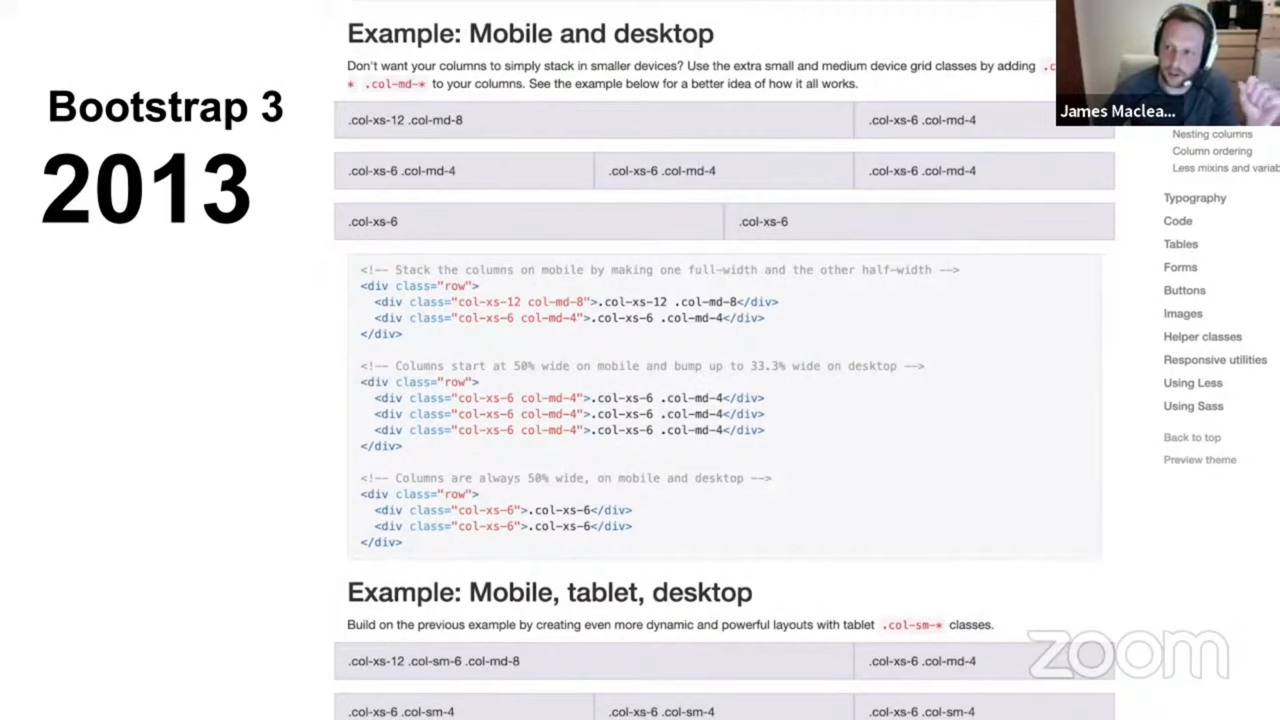 Bootstrap 3
2013
Example: Mobile and desktop
Don't want your columns to simply stack in smaller devices? Use the extra small and medium device grid classes by adding .c
* .col-md-* to your columns. See the example below for a better idea of how it all works.
.col-xs-12 .col-md-8 .col-xs-6 .col-md-4
.col-xs-6 .col-md-4 .col-xs-6 .col-md-4 .col-xs-6 .col-md-4
.col-xs-6 .col-xs-6
<!-- Stack the columns on mobile by making one full-width and the other half-width -->
<div class="row">
<div class="col-xs-12 col-md-8">.col-xs-12 .col-md-8</div>
<div class="col-xs-6 col-md-4">.col-xs-6 .col-md-4</div>
</div>
<!-- Columns start at 50% wide on mobile and bump up to 33.3% wide on desktop -->
<div class="row">
<div class="col-xs-6 col-md-4">.col-xs-6 .col-md-4</div>
<div class="col-xs-6 col-md-4">.col-xs-6 .col-md-4</div>
<div class="col-xs-6 col-md-4">.col-xs-6 .col-md-4</div>
</div>
<!-- Columns are always 50% wide, on mobile and desktop -->
<div class="row">
<div class="col-xs-6">.col-xs-6</div>
<div class="col-xs-6">.col-xs-6</div>
</div>
Example: Mobile, tablet, desktop
Build on the previous example by creating even more dynamic and powerful layouts with tablet .col-sm-* classes.
.col-xs-12 .col-sm-6 .col-md-8 .col-xs-6 .col-md-4
.col-xs-6 .col-sm-4 .col-xs-6 .col-sm-4 .col-xs-6 .col-sm-4
James Maclea...
Nesting columns
Column ordering
Less mixins and variab
Typography
Code
Tables
Forms
Buttons
Images
Helper classes
Responsive utilities
Using Less
Using Sass
Back to top
Preview theme
zoom